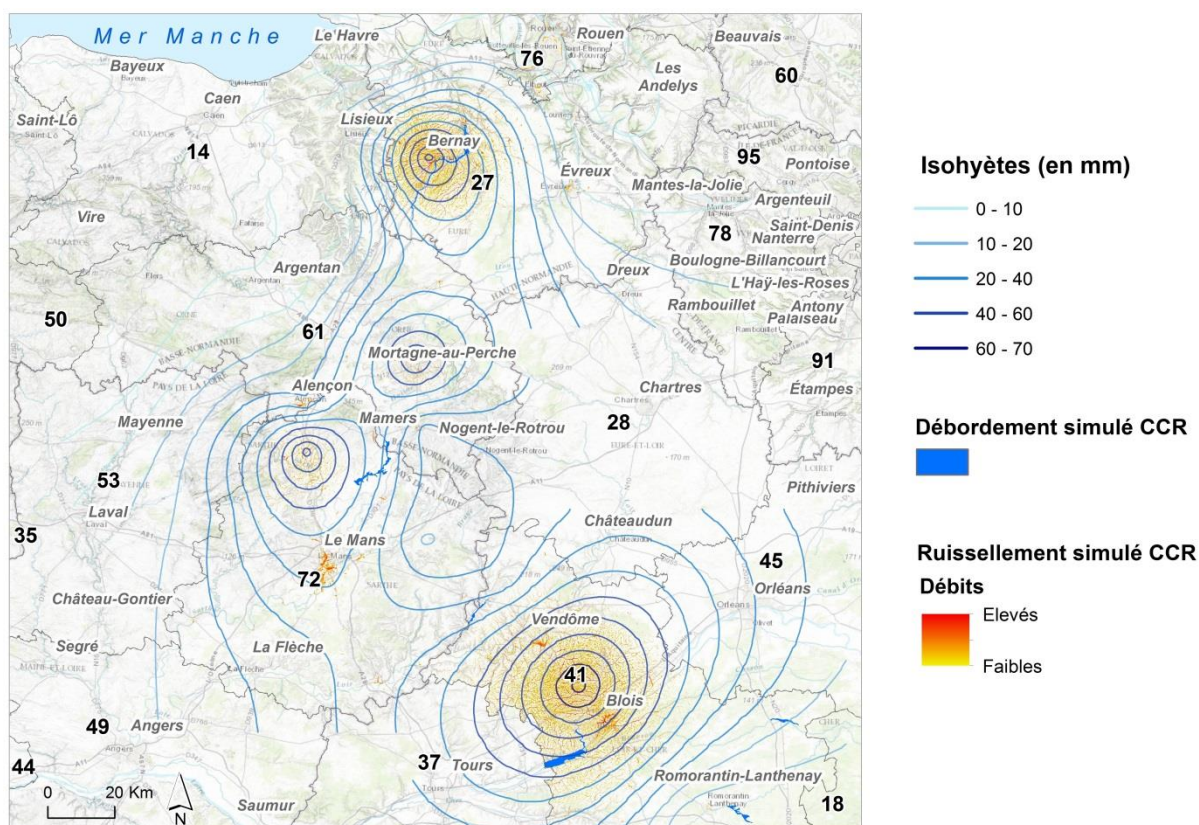 Mer Manche
Le Havre
Rouen
Beauvais
76
60
Bayeux
Les
Andelys
Caen
Saint-Lô
Lisieux
Bernay
14
95
Pontoise
27
Évreux
Mantes-la-Jolie
Argenteuil
Vire
78
Saint-Denis
Nanterre
Boulogne-Billancourt
Argentan
Dreux
L'Haÿ-les-Roses
Rambouillet
Antony
Palaiseau
50
61
Mortagne-au-Perche
91
Étampes
Alençon
Chartres
Mayenne
Mamers
Nogent-le-Rotrou
28
53
Pithiviers
Laval
35
Châteaudun
Le Mans
45
72
Orléans
Château-Gontier
Vendôme
Segré
La Flèche
41
Blois
49
Angers
44
37
Tours
Romorantin-Lanthenay
0 20 Km
N
Saumur
18
Isohyètes (en mm)
0 - 10
10 - 20
20 - 40
40 - 60
60 - 70
Débordement simulé CCR
Ruissellement simulé CCR
Débits
Elevés
Faibles